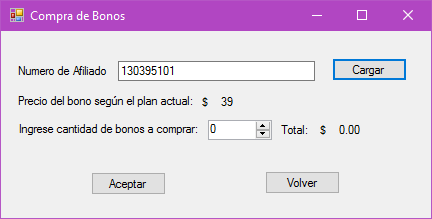 Compra de Bonos
Numero de Afiliado 130395101 Cargar
Precio del bono según el plan actual: $ 39
Ingrese cantidad de bonos a comprar: 0 Total: $ 0.00
Aceptar Volver